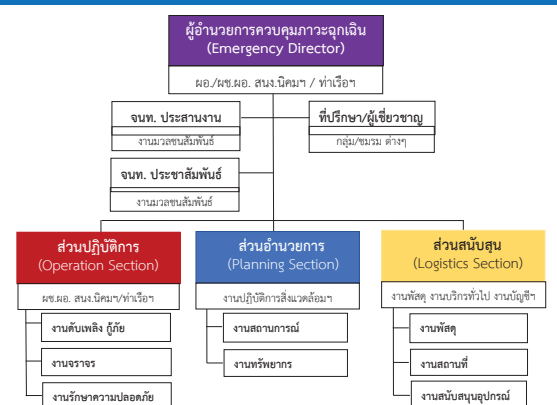 ผู้อำนวยการควบคุมภาวะฉุกเฉิน
(Emergency Director)
ผอ./ผช.ผอ. สนง.นิคมฯ / ท่าเรือฯ
จนท. ประสานงาน
งานมวลชนสัมพันธ์
ที่ปรึกษา/ผู้เชี่ยวชาญ
กลุ่ม/ชมรม ต่างๆ
จนท. ประชาสัมพันธ์
งานมวลชนสัมพันธ์
ส่วนปฏิบัติการ
(Operation Section)
ผช.ผอ. สนง.นิคมฯ/ท่าเรือฯ
งานดับเพลิง กู้ภัย
งานจราจร
งานรักษาความปลอดภัย
ส่วนอำนวยการ
(Planning Section)
งานปฏิบัติการสิ่งแวดล้อมฯ
งานสถานการณ์
งานทรัพยากร
ส่วนสนับสุน
(Logistics Section)
งานพัสดุ งานบริกรทั่วไป งานบัญชีฯ
งานพัสดุ
งานสถานที่
งานสนับสนุนอุปกรณ์